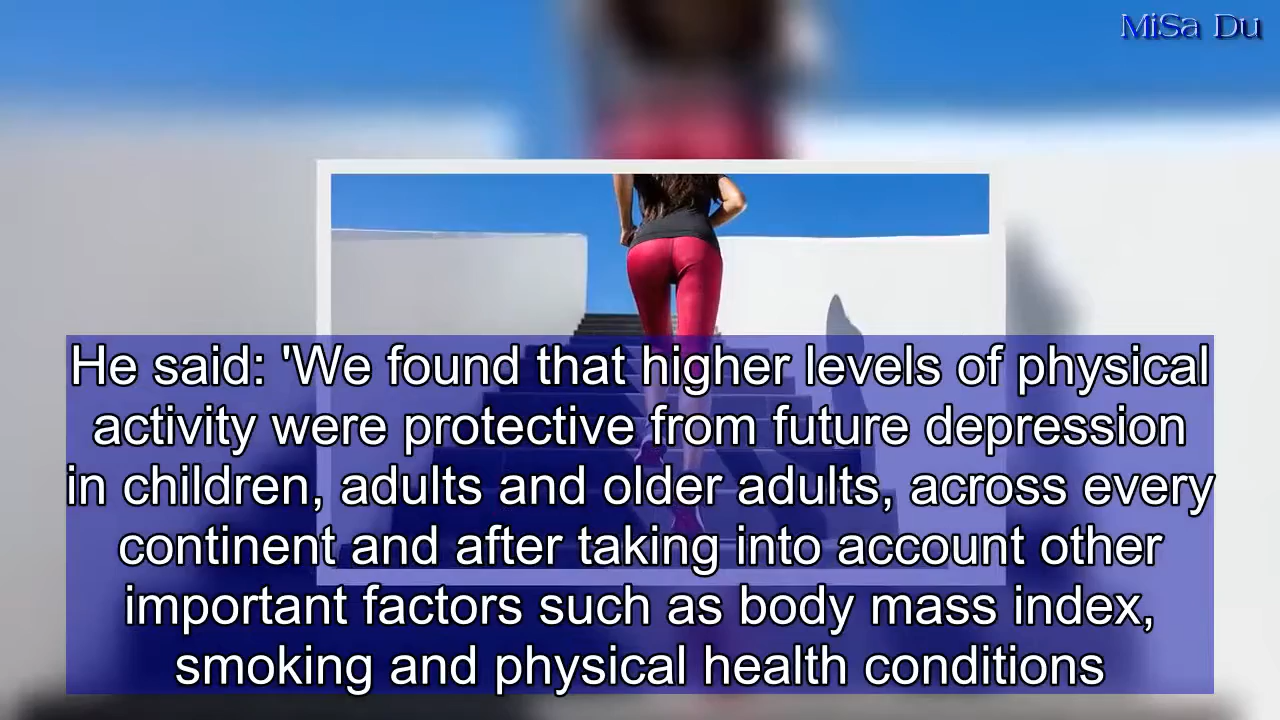 MiSa Du
He said: 'We found that higher levels of physical
activity were protective from future depression
in children, adults and older adults, across every
continent and after taking into account other
important factors such as body mass index,
smoking and physical health conditions